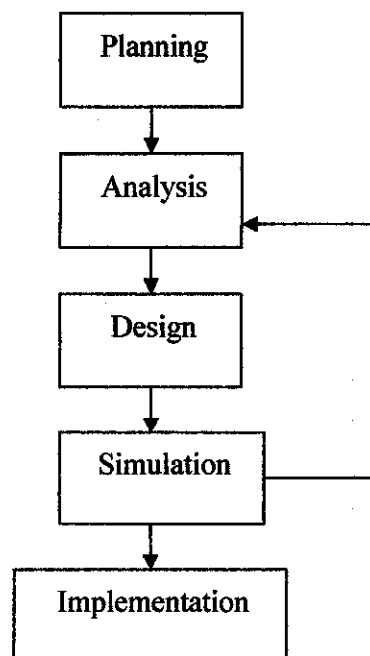 Planning
Analysis
Design
Simulation
Implementation